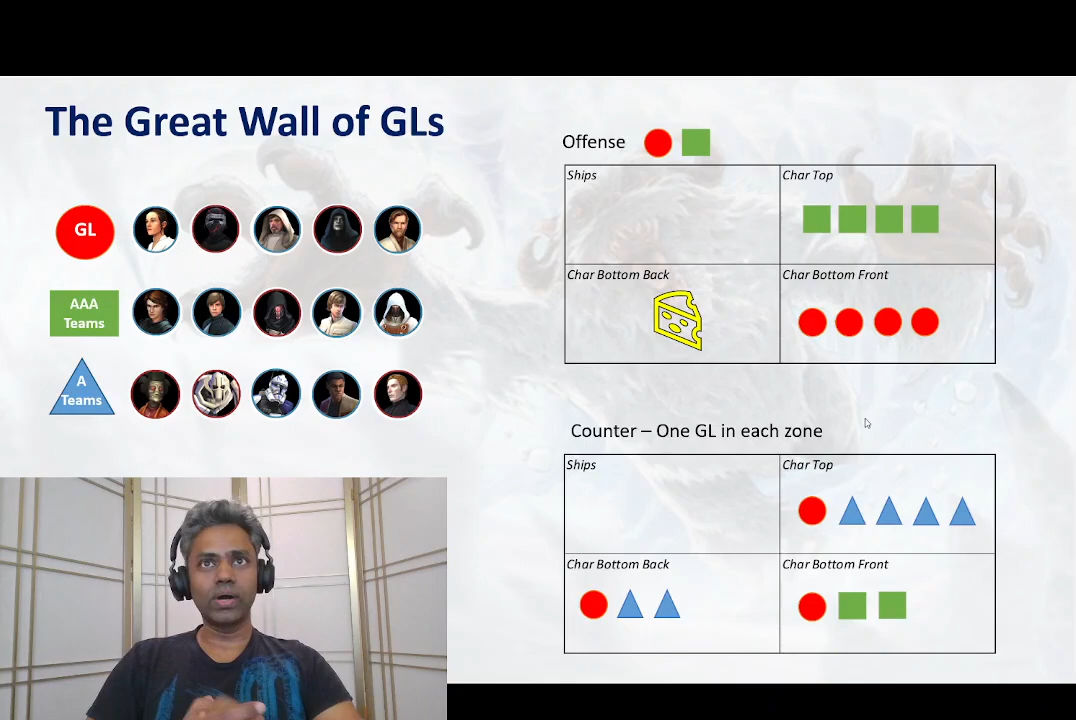 The Great Wall of GLs
GL
AAA
Teams
A
Teams
Offense
Ships
Char Top
Char Bottom Back
Char Bottom Front
Counter – One GL in each zone
Ships
Char Top
Char Bottom Back
Char Bottom Front